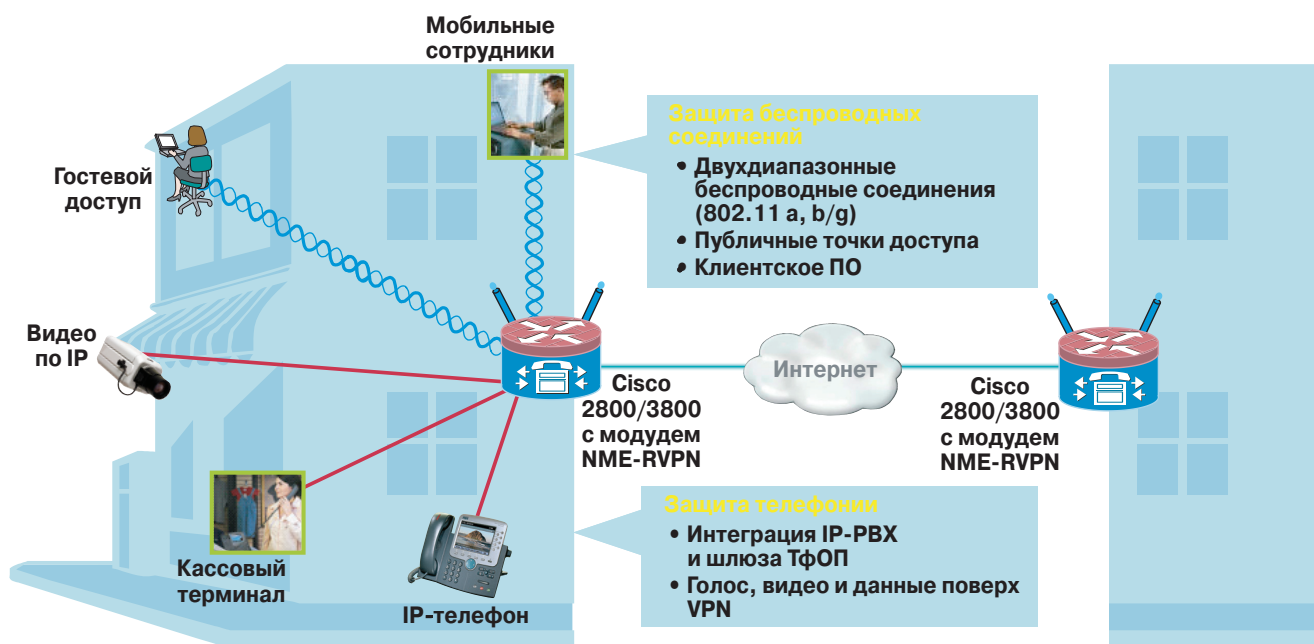 Мобильные
сотрудники
Гостевой
доступ
Защита беспроводных
соединений
• Двухдиапазонные
беспроводные соединения
(802.11 a, b/g)
• Публичные точки доступа
• Клиентское ПО
Видео
по IP
Интернет
Cisco
2800/3800
с модудем
NME-RVPN
Cisco
2800/3800
с модудем
NME-RVPN
Защита телефонии
• Интеграция IP-PBX
и шлюза ТфОП
• Голос, видео и данные поверх
VPN
Кассовый
терминал
IP-телефон